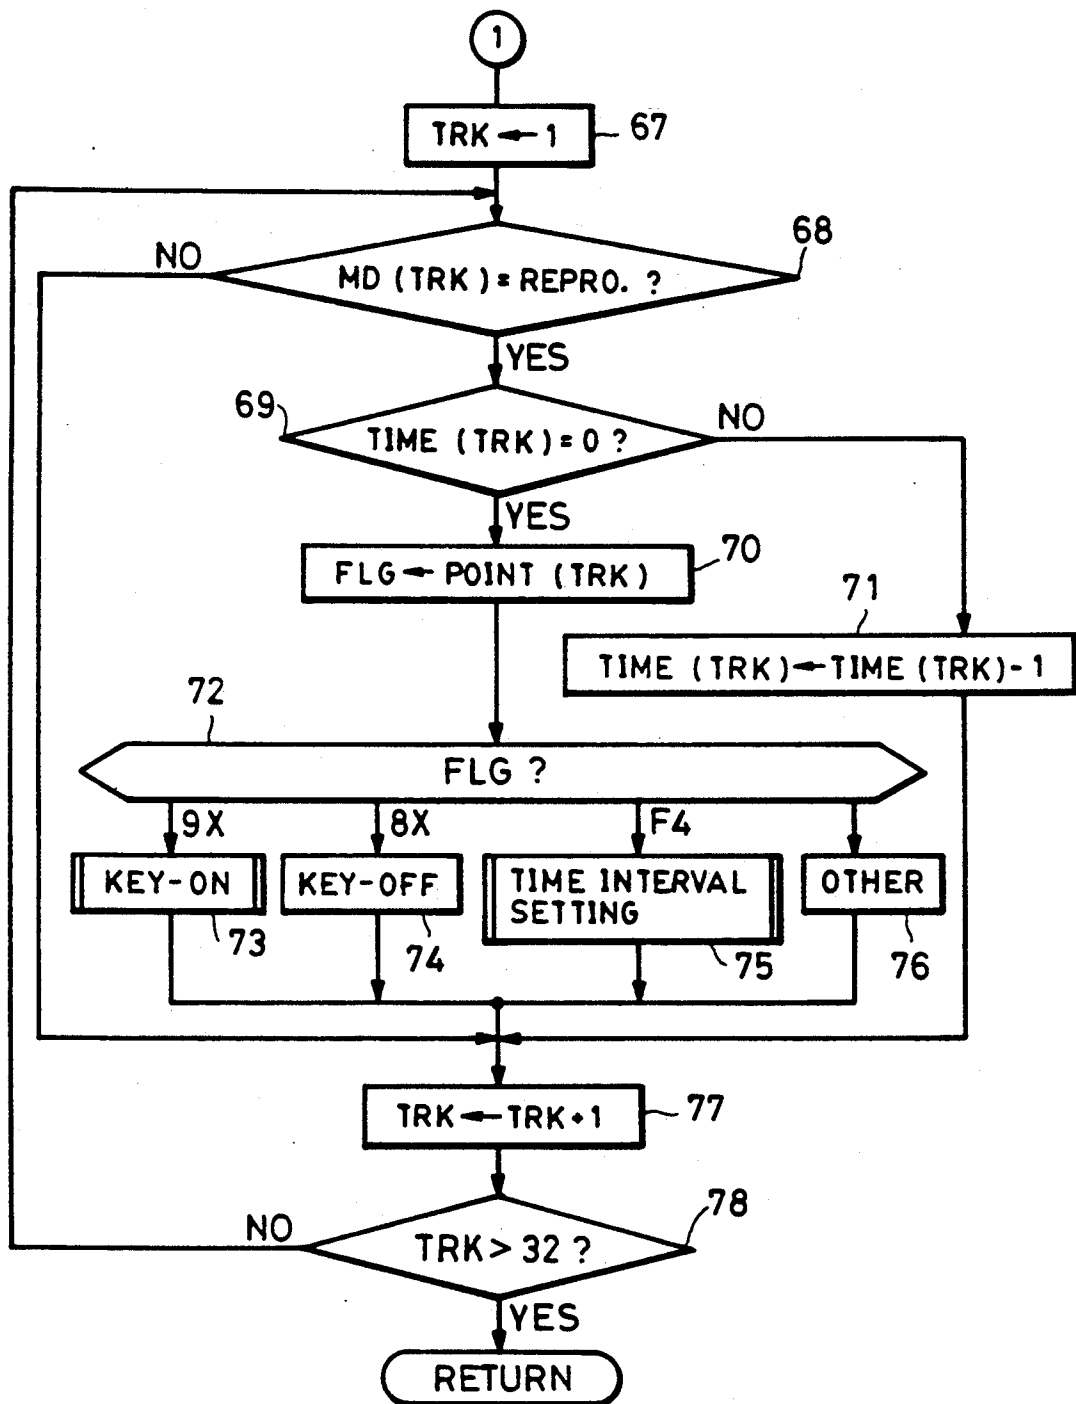 1
TRK ← 1
67
NO
MD (TRK) = REPRO. ?
68
YES
69
TIME (TRK) = 0 ?
NO
YES
FLG ← POINT (TRK)
70
71
TIME (TRK) ← TIME (TRK) - 1
72
FLG ?
9X
8X
F4
KEY-ON
KEY-OFF
TIME INTERVAL
SETTING
OTHER
73
74
75
76
TRK ← TRK + 1
77
NO
TRK > 32 ?
78
YES
RETURN